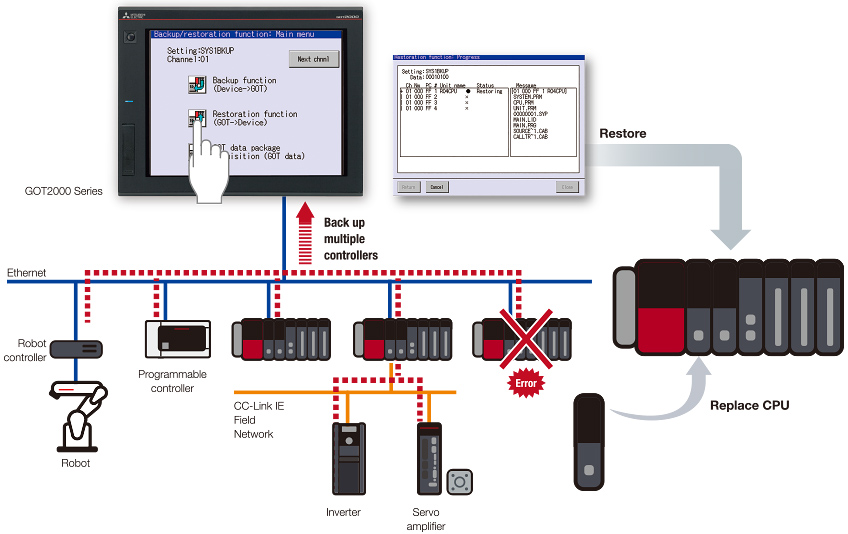 MITSUBISHI ELECTRIC
GOT2000
Backup/restoration function: Main menu
Setting:SYS1BKUP
Channel:01
Next chnnl
Backup function
(Device->GOT)
Restoration function
(GOT->Device)
T data package
uisition (GOT data)
GOT2000 Series
Restoration function: Progress
Setting:SYS1BKUP
Data:00010100
Ch.No PC # Unit name Status Message
01 000 FF 1 R04CPU ● Restoring [01 000 FF 1 R04CPU]
01 000 FF 2 × SYSTEM.PRM
01 000 FF 3 × CPU.PRM
01 000 FF 4 × UNIT.PRM
00000001.SYP
MAIN.LID
MAIN.PRG
SOURCE~1.CAB
CALLTR~1.CAB
Return Cancel Close
Restore
Back up
multiple
controllers
Ethernet
Robot
controller
Programmable
controller
Error
CC-Link IE
Field
Network
Replace CPU
Robot
Inverter
Servo
amplifier